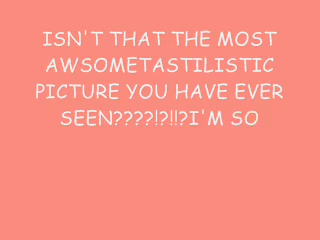 ISN'T THAT THE MOST
AWSOMETASTILISTIC
PICTURE YOU HAVE EVER
SEEN????!?!!?I'M SO